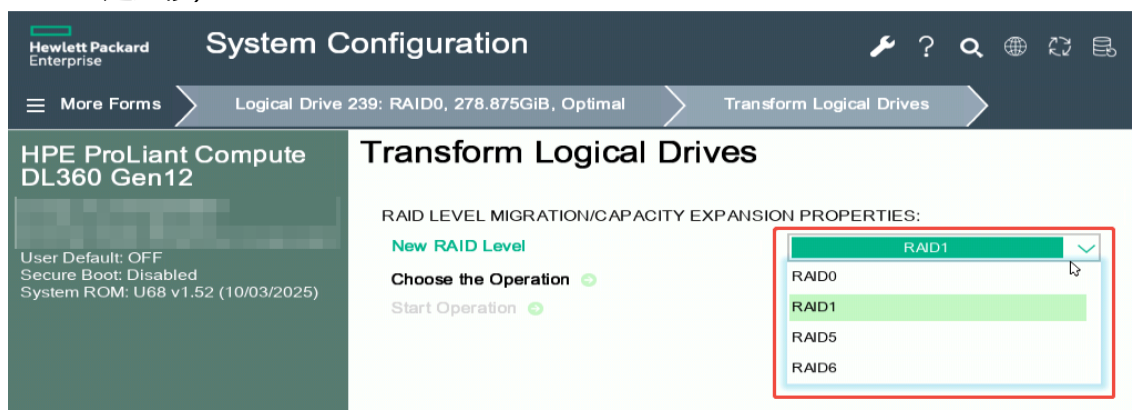 Hewlett Packard
Enterprise
System Configuration
?
More Forms
Logical Drive 239: RAID0, 278.875GiB, Optimal
Transform Logical Drives
HPE ProLiant Compute
DL360 Gen12
User Default: OFF
Secure Boot: Disabled
System ROM: U68 v1.52 (10/03/2025)
Transform Logical Drives
RAID LEVEL MIGRATION/CAPACITY EXPANSION PROPERTIES:
New RAID Level
RAID1
Choose the Operation
Start Operation
RAID0
RAID1
RAID5
RAID6